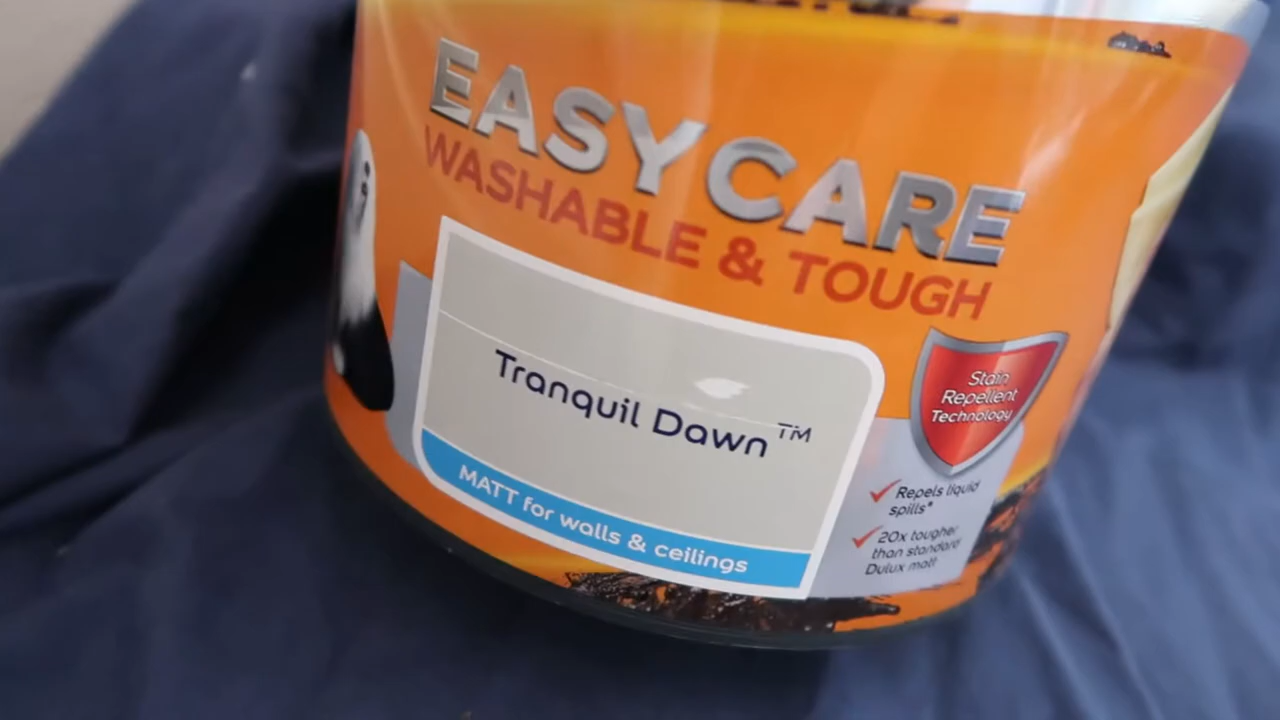 EASYCARE
WASHABLE & TOUGH
Tranquil Dawn™
MATT for walls & ceilings
Stain
Repellent
Technology
Repels liquid
spills*
20x tougher
than standard
Dulux matt